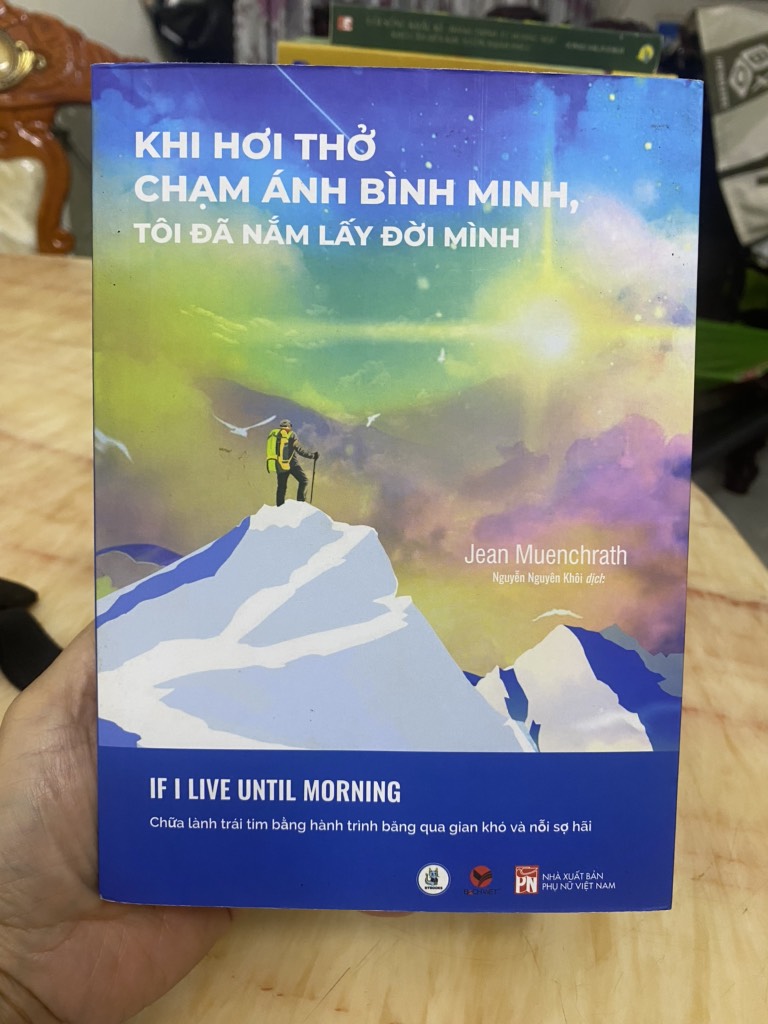 KHI HƠI THỞ
CHẠM ÁNH BÌNH MINH,
TÔI ĐÃ NẮM LẤY ĐỜI MÌNH
Jean Muenchrath
Nguyễn Nguyên Khôi dịch
IF I LIVE UNTIL MORNING
Chữa lành trái tim bằng hành trình băng qua gian khó và nỗi sợ hãi
PN
NHÀ XUẤT BẢN
PHỤ NỮ VIỆT NAM